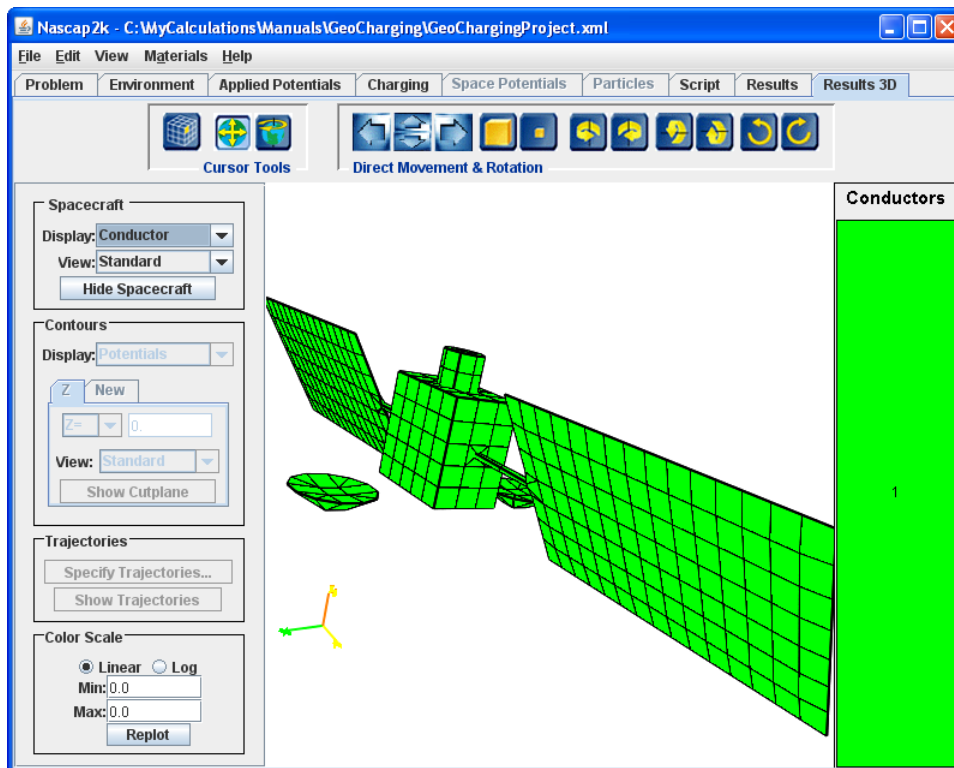 Nascap2k - C:\MyCalculations\Manuals\GeoCharging\GeoChargingProject.xml
File Edit View Materials Help
Problem Environment Applied Potentials Charging Space Potentials Particles Script Results Results 3D
Cursor Tools Direct Movement & Rotation
Spacecraft
Display: Conductor
View: Standard
Hide Spacecraft
Contours
Display: Potentials
Z New
Z= 0.
View: Standard
Show Cutplane
Trajectories
Specify Trajectories...
Show Trajectories
Color Scale
Linear Log
Min: 0.0
Max: 0.0
Replot
Conductors
1